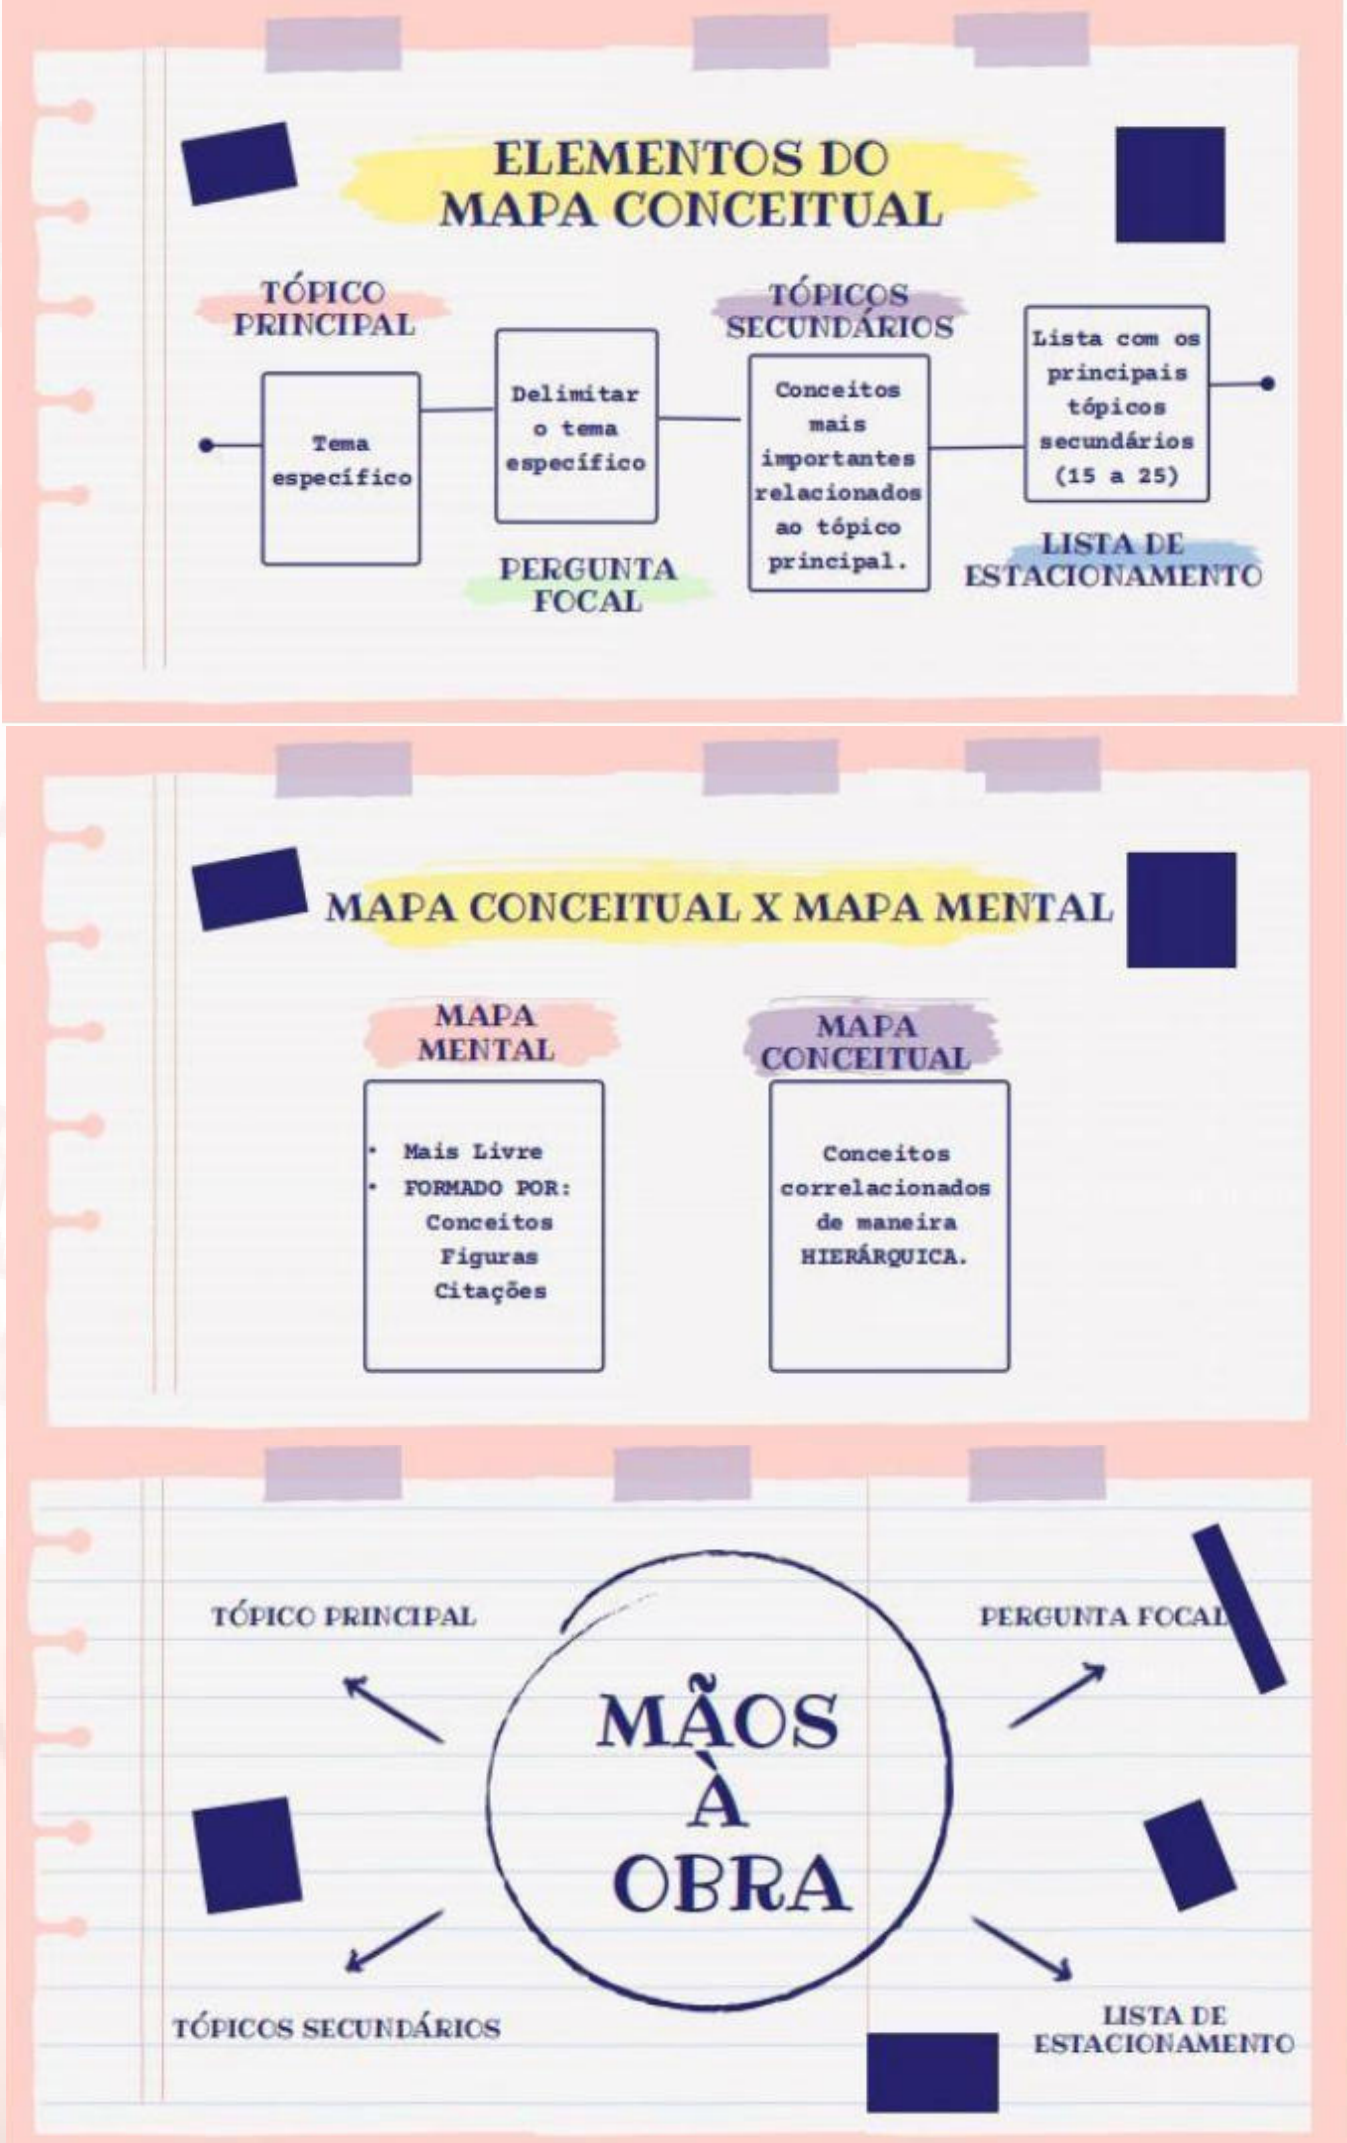 ELEMENTOS DO
MAPA CONCEITUAL
TÓPICO
PRINCIPAL
Tema
específico
Delimitar
o tema
específico
PERGUNTA
FOCAL
TÓPICOS
SECUNDÁRIOS
Conceitos
mais
importantes
relacionados
ao tópico
principal.
Lista com os
principais
tópicos
secundários
(15 a 25)
LISTA DE
ESTACIONAMENTO
MAPA CONCEITUAL X MAPA MENTAL
MAPA
MENTAL
• Mais Livre
• FORMADO POR:
Conceitos
Figuras
Citações
MAPA
CONCEITUAL
Conceitos
correlacionados
de maneira
HIERÁRQUICA.
TÓPICO PRINCIPAL
PERGUNTA FOCAL
MÃOS
À
OBRA
TÓPICOS SECUNDÁRIOS
LISTA DE
ESTACIONAMENTO